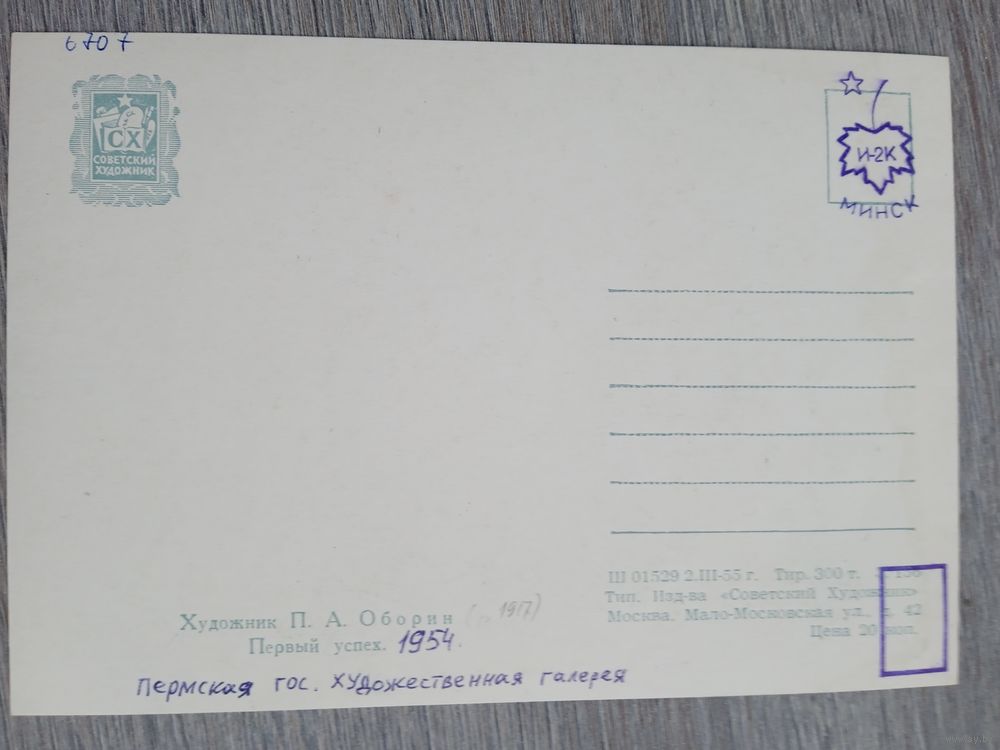 6707
СХ
СОВЕТСКИЙ
ХУДОЖНИК
И-2К
МИНСК
Ш 01529 2.III-55 г. Тир. 300 т.
Тип. Изд-ва «Советский Художник»
Москва, Мало-Московская ул., д. 42
Цена 20 коп.
Художник П. А. Оборин
Первый успех. 1954.
Пермская гос. художественная галерея